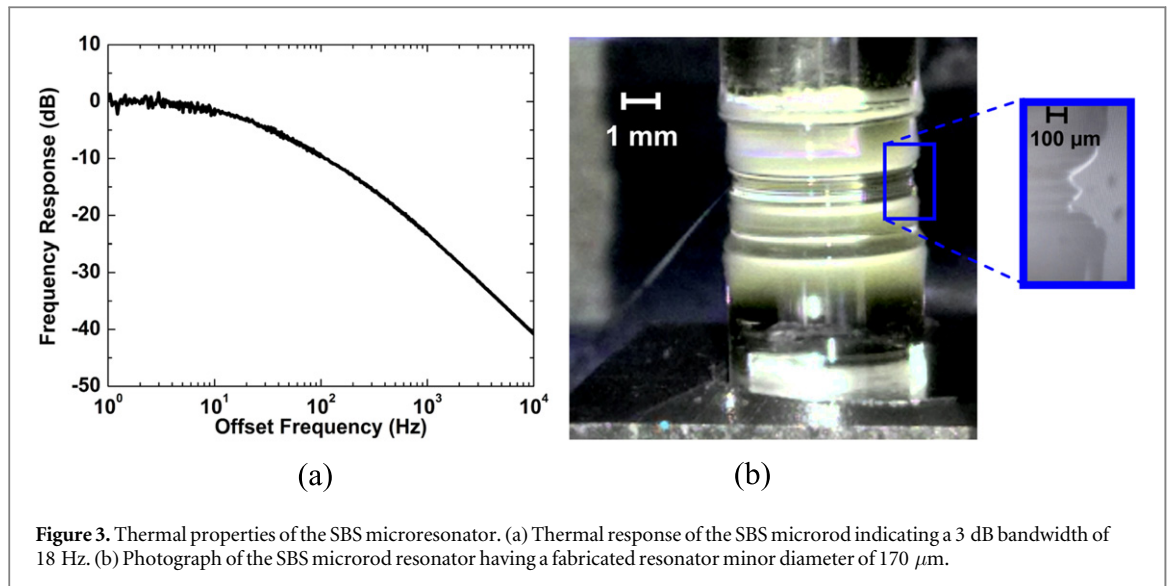 10
0
-10
-20
-30
-40
-50
Frequency Response (dB)
10⁰ 10¹ 10² 10³ 10⁴
Offset Frequency (Hz)
(a)
1 mm
100 μm
(b)
Figure 3. Thermal properties of the SBS microresonator. (a) Thermal response of the SBS microrod indicating a 3 dB bandwidth of
18 Hz. (b) Photograph of the SBS microrod resonator having a fabricated resonator minor diameter of 170 μm.